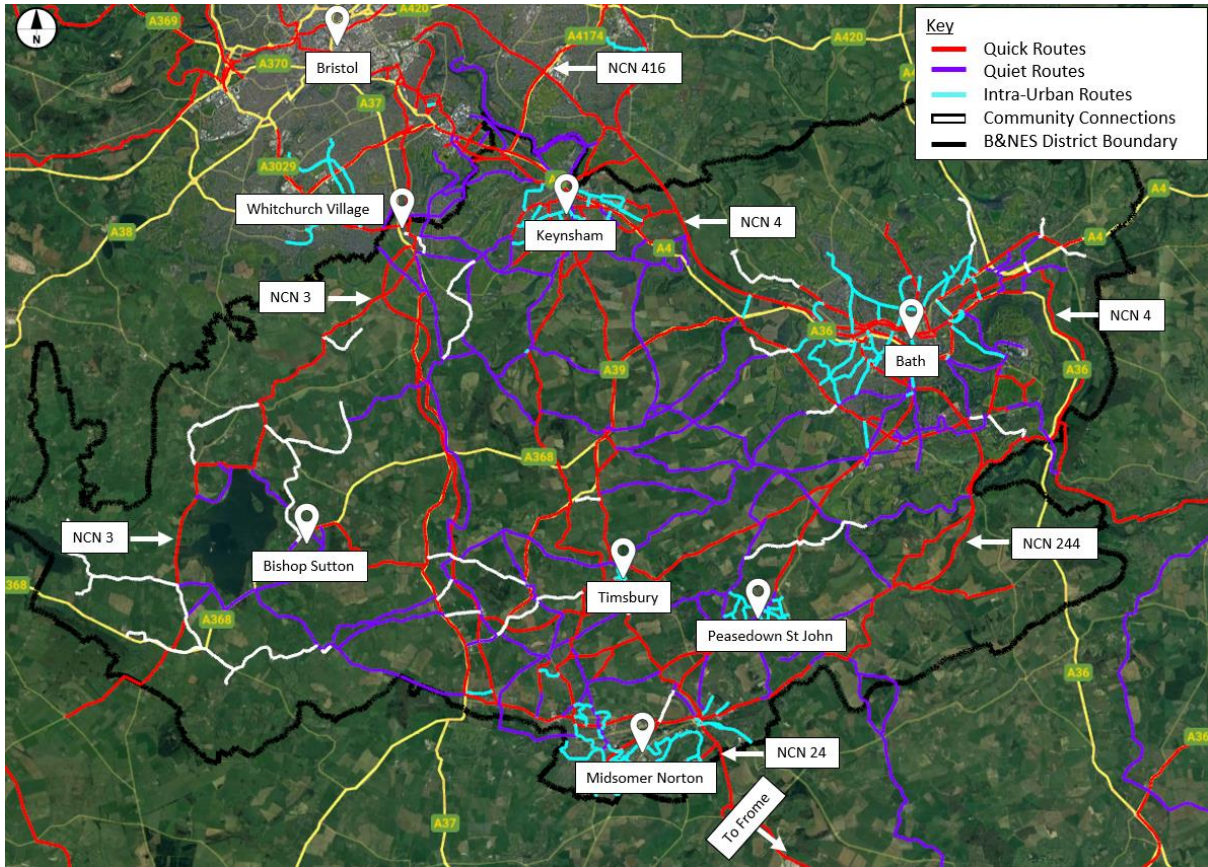 A369
A420
A4174
A420
Key
Quick Routes
Quiet Routes
Intra-Urban Routes
Community Connections
B&NES District Boundary
N
Bristol
NCN 416
A370
A37
A3029
Whitchurch Village
Keynsham
NCN 4
A4
A4
A38
A4
NCN 3
A36
NCN 4
Bath
A39
A36
A368
NCN 3
Bishop Sutton
NCN 244
Timsbury
368
A368
Peasedown St John
A36
NCN 24
Midsomer Norton
A36
To Frome
A37